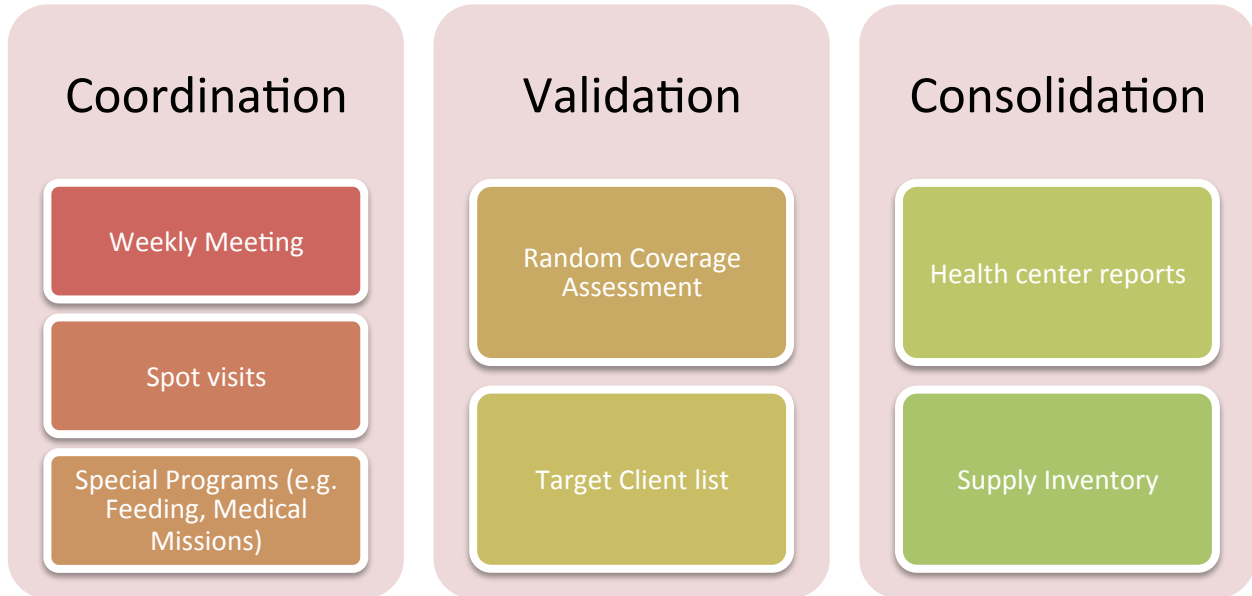 Coordination
Weekly Meeting
Spot visits
Special Programs (e.g.
Feeding, Medical
Missions)
Validation
Random Coverage
Assessment
Target Client list
Consolidation
Health center reports
Supply Inventory